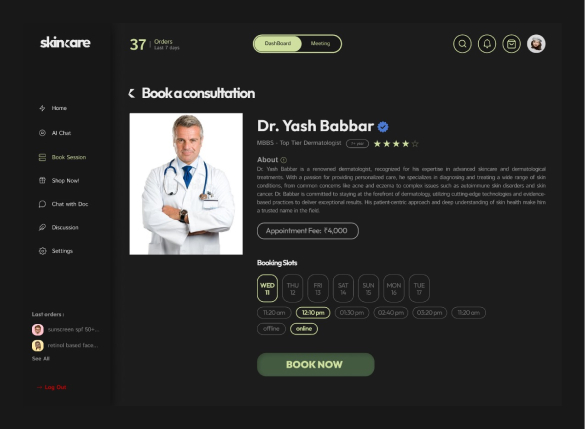 skincare
37
Orders
Last 7 days
DashBoard
Meeting
Home
AI Chat
Book Session
Shop Now!
Chat with Doc
Discussion
Settings
Last orders :
sunscreen spf 50+...
retinol based face...
See All
Log Out
Book a consultation
Dr. Yash Babbar
MBBS - Top Tier Dermatologist
About
Dr. Yash Babbar is a renowned dermatologist, recognized for his expertise in advanced skincare and dermatological
treatments. With a passion for providing personalized care, he specializes in diagnosing and treating a wide range of skin
conditions, from common concerns like acne and eczema to complex issues such as autoimmune skin disorders and skin
cancer. Dr. Babbar is committed to staying at the forefront of dermatology, utilizing cutting-edge technologies and evidence-
based practices to deliver exceptional results. His patient-centric approach and deep understanding of skin health make him
a trusted name in the field.
Appointment Fee: ₹4,000
Booking Slots
WED
11
THU
12
FRI
13
SAT
14
SUN
15
MON
16
TUE
17
11:20 am
12:10 pm
01:30 pm
02:40 pm
03:20 pm
11:20 am
offline
online
BOOK NOW